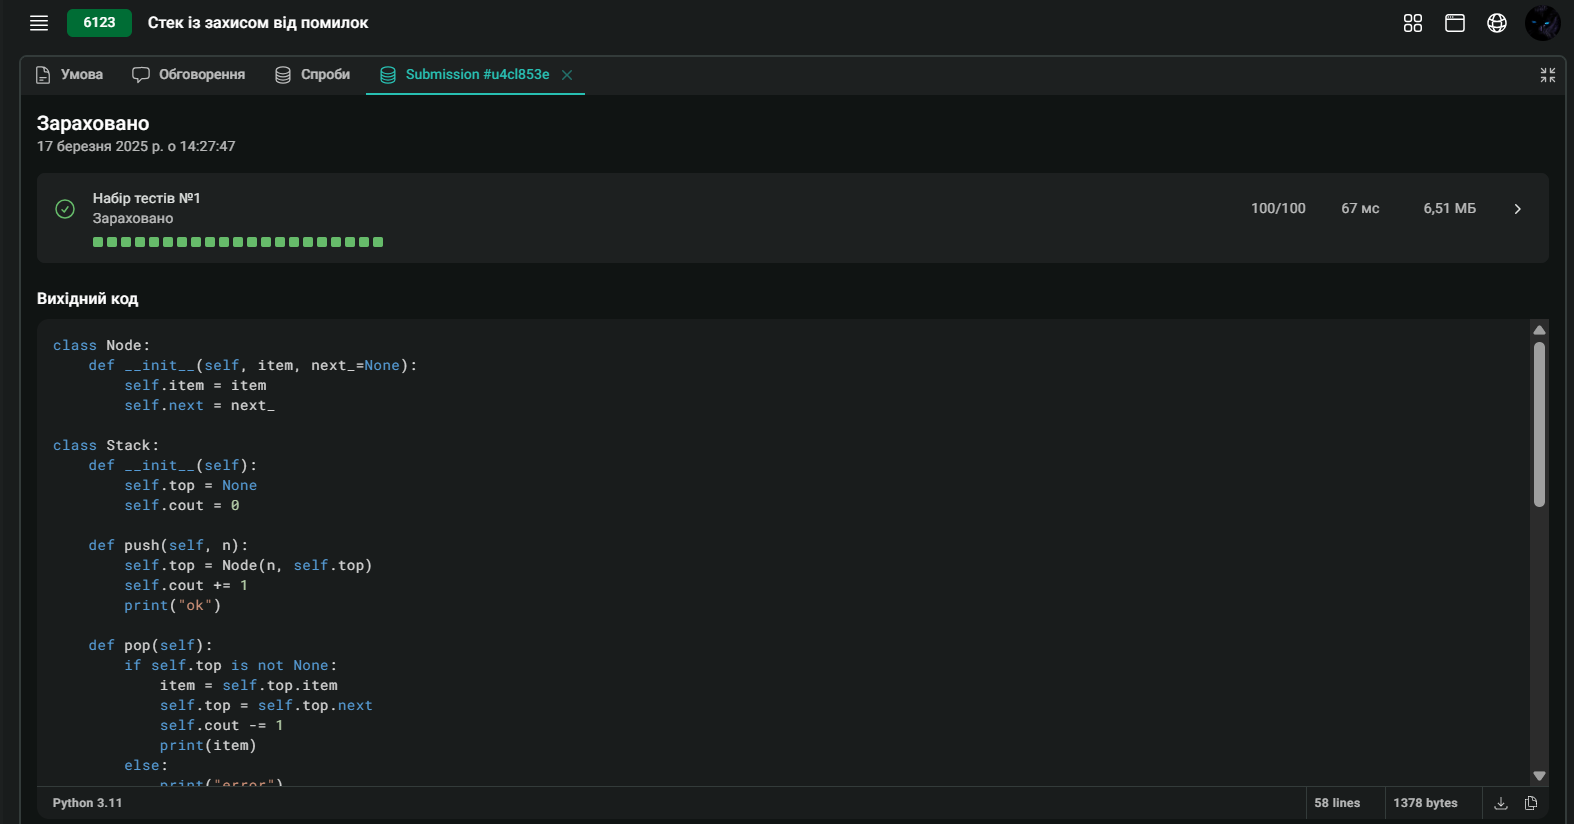 6123 Стек із захисом від помилок
Умова Обговорення Спроби Submission #u4cl853e
Зараховано
17 березня 2025 р. о 14:27:47
Набір тестів №1
Зараховано
100/100 67 мс 6,51 МБ
Вихідний код
class Node:
    def __init__(self, item, next_=None):
        self.item = item
        self.next = next_
class Stack:
    def __init__(self):
        self.top = None
        self.cout = 0
    def push(self, n):
        self.top = Node(n, self.top)
        self.cout += 1
        print("ok")
    def pop(self):
        if self.top is not None:
            item = self.top.item
            self.top = self.top.next
            self.cout -= 1
            print(item)
        else:
            print("error")
Python 3.11 58 lines 1378 bytes